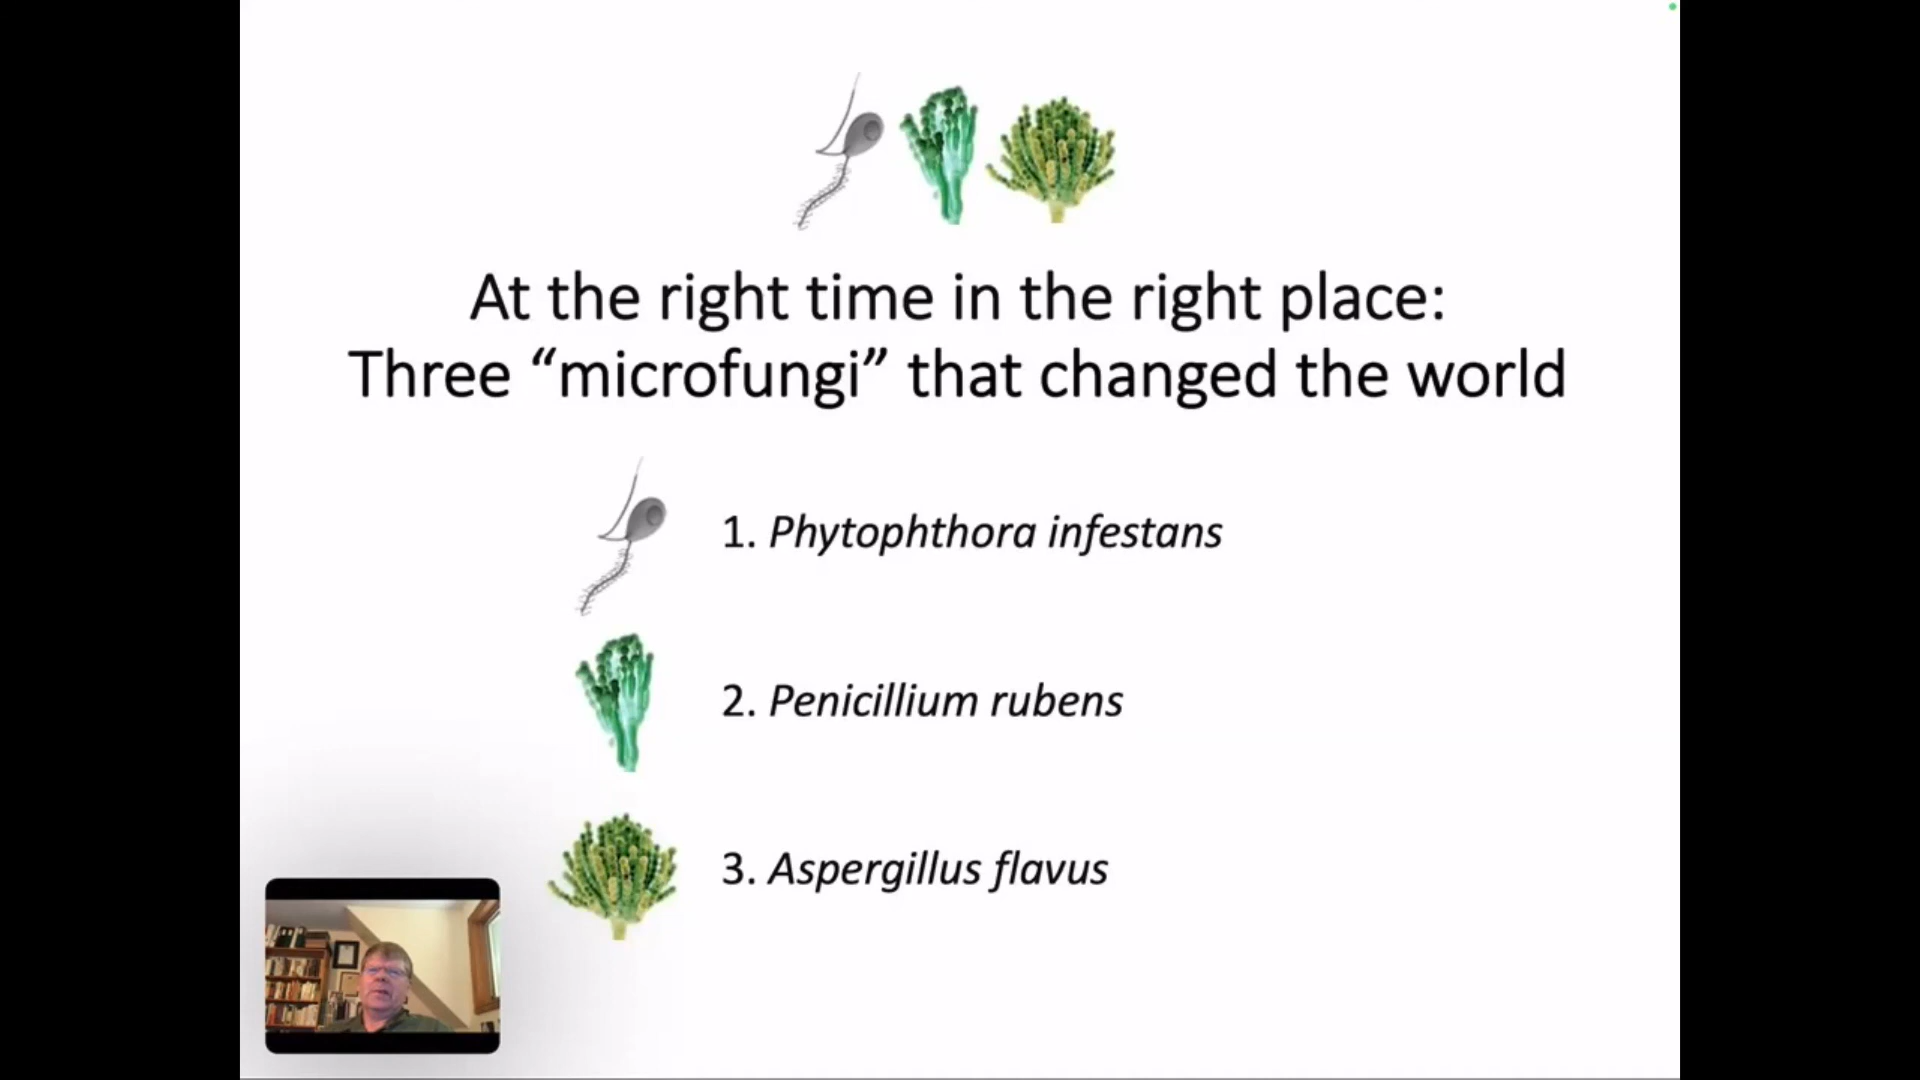 At the right time in the right place:
Three “microfungi” that changed the world
1. Phytophthora infestans
2. Penicillium rubens
3. Aspergillus flavus